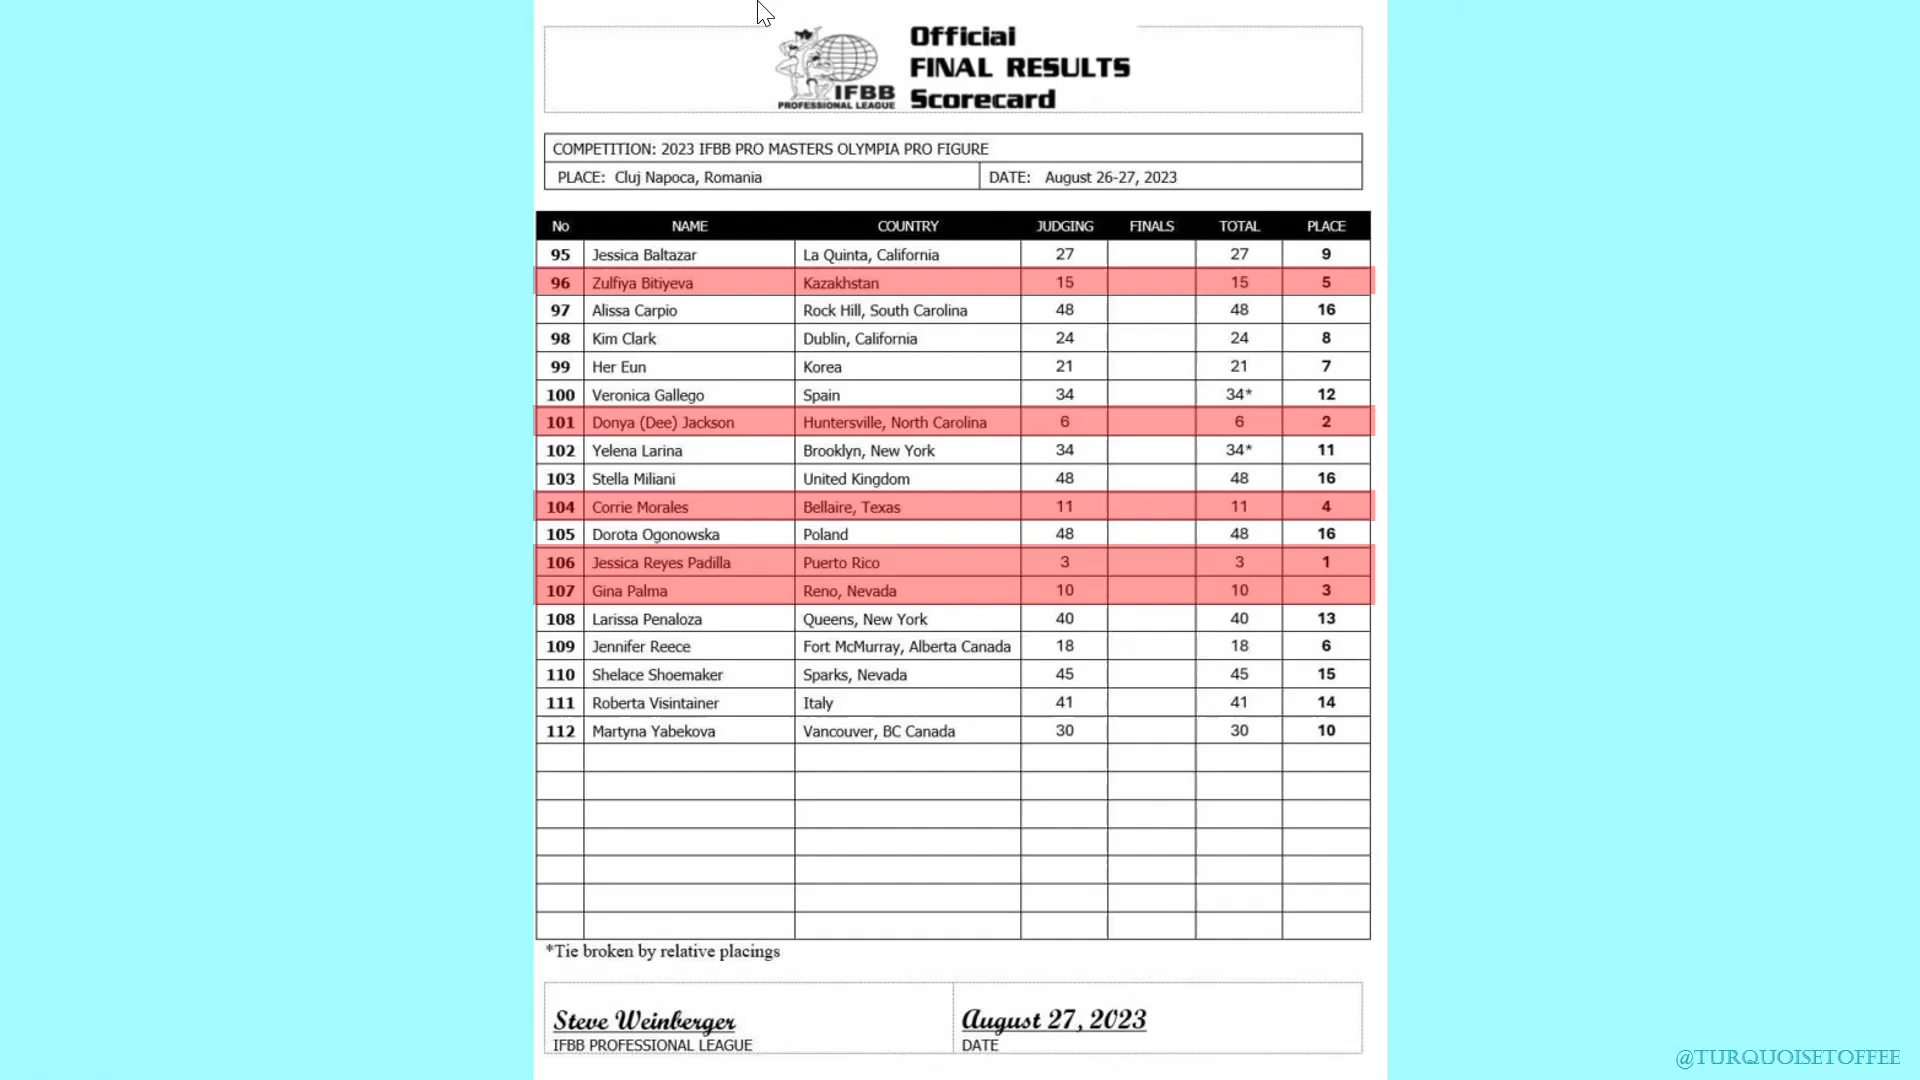 Official
FINAL RESULTS
Scorecard
IFBB
PROFESSIONAL LEAGUE
COMPETITION: 2023 IFBB PRO MASTERS OLYMPIA PRO FIGURE
PLACE: Cluj Napoca, Romania DATE: August 26-27, 2023
No NAME COUNTRY JUDGING FINALS TOTAL PLACE
95 Jessica Baltazar La Quinta, California 27 27 9
96 Zulfiya Bitiyeva Kazakhstan 15 15 5
97 Alissa Carpio Rock Hill, South Carolina 48 48 16
98 Kim Clark Dublin, California 24 24 8
99 Her Eun Korea 21 21 7
100 Veronica Gallego Spain 34 34* 12
101 Donya (Dee) Jackson Huntersville, North Carolina 6 6 2
102 Yelena Larina Brooklyn, New York 34 34* 11
103 Stella Miliani United Kingdom 48 48 16
104 Corrie Morales Bellaire, Texas 11 11 4
105 Dorota Ogonowska Poland 48 48 16
106 Jessica Reyes Padilla Puerto Rico 3 3 1
107 Gina Palma Reno, Nevada 10 10 3
108 Larissa Penaloza Queens, New York 40 40 13
109 Jennifer Reece Fort McMurray, Alberta Canada 18 18 6
110 Shelace Shoemaker Sparks, Nevada 45 45 15
111 Roberta Visintainer Italy 41 41 14
112 Martyna Yabekova Vancouver, BC Canada 30 30 10
*Tie broken by relative placings
Steve Weinberger August 27, 2023
IFBB PROFESSIONAL LEAGUE DATE
@TURQUOISETOFFEE